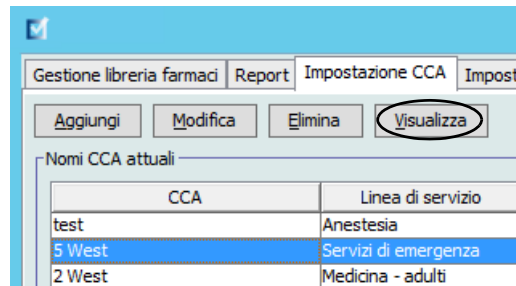 Gestione libreria farmaci Report Impostazione CCA Impost
Aggiungi Modifica Elimina Visualizza
Nomi CCA attuali
CCA Linea di servizio
test Anestesia
5 West Servizi di emergenza
2 West Medicina - adulti